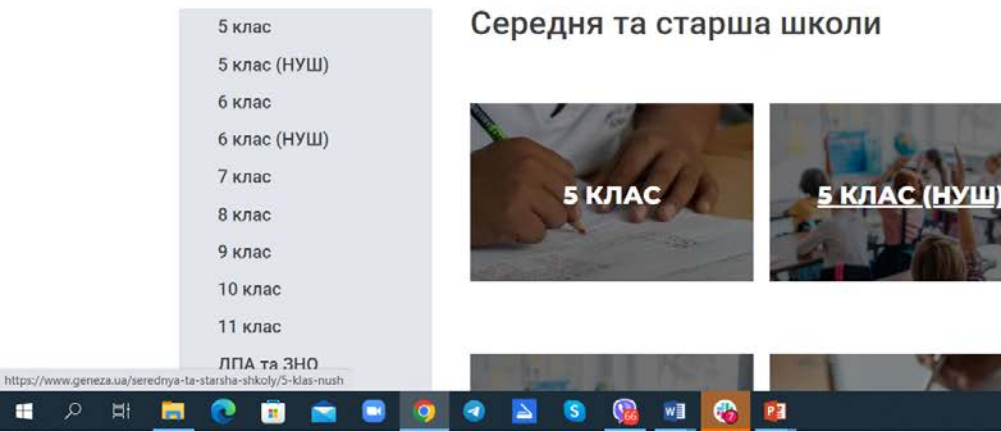 Середня та старша школи
5 клас
5 клас (НУШ)
6 клас
6 клас (НУШ)
7 клас
8 клас
9 клас
10 клас
11 клас
ДПА та ЗНО
5 КЛАС
5 КЛАС (НУШ)
https://www.geneza.ua/serednya-ta-starsha-shkoly/5-klas-nush
66
7